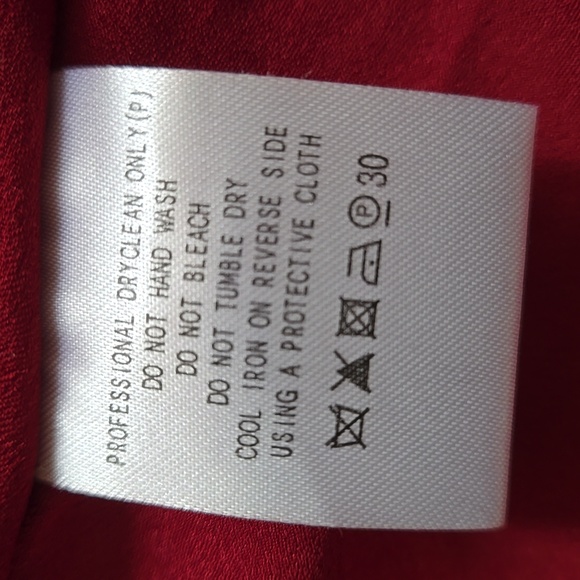 PROFESSIONAL DRYCLEAN ONLY(P)
DO NOT HAND WASH
DO NOT BLEACH
DO NOT TUMBLE DRY
COOL IRON ON REVERSE SIDE
USING A PROTECTIVE CLOTH
P 30